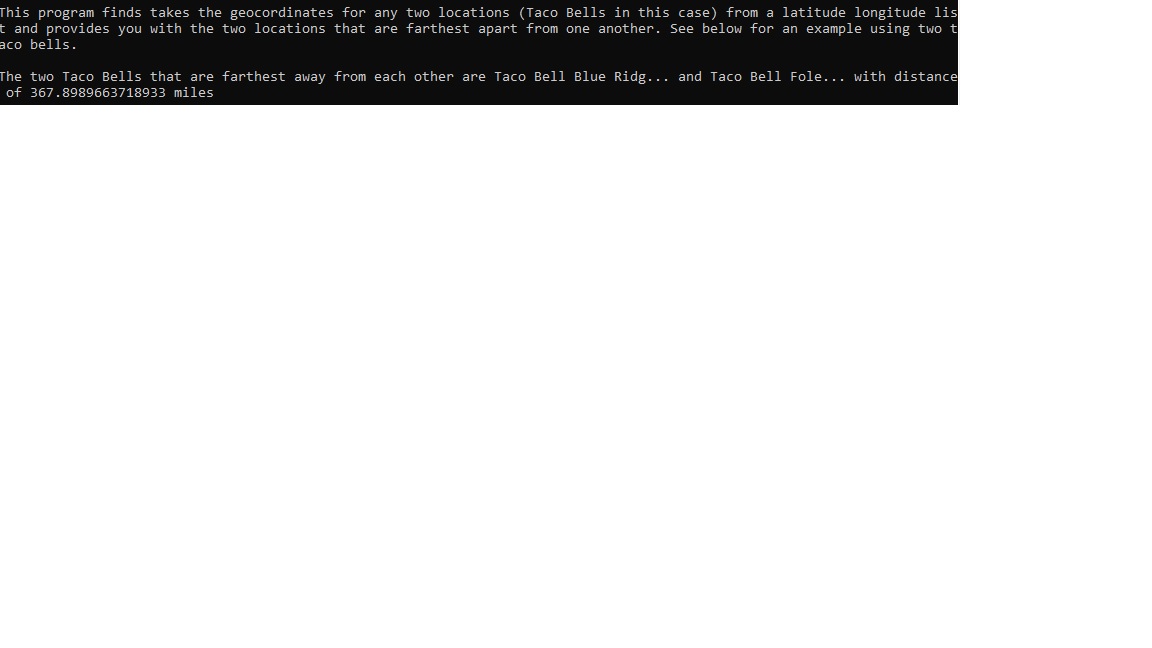 This program finds takes the geocordinates for any two locations (Taco Bells in this case) from a latitude longitude lis
t and provides you with the two locations that are farthest apart from one another. See below for an example using two t
aco bells.
The two Taco Bells that are farthest away from each other are Taco Bell Blue Ridg... and Taco Bell Fole... with distance
 of 367.8989663718933 miles